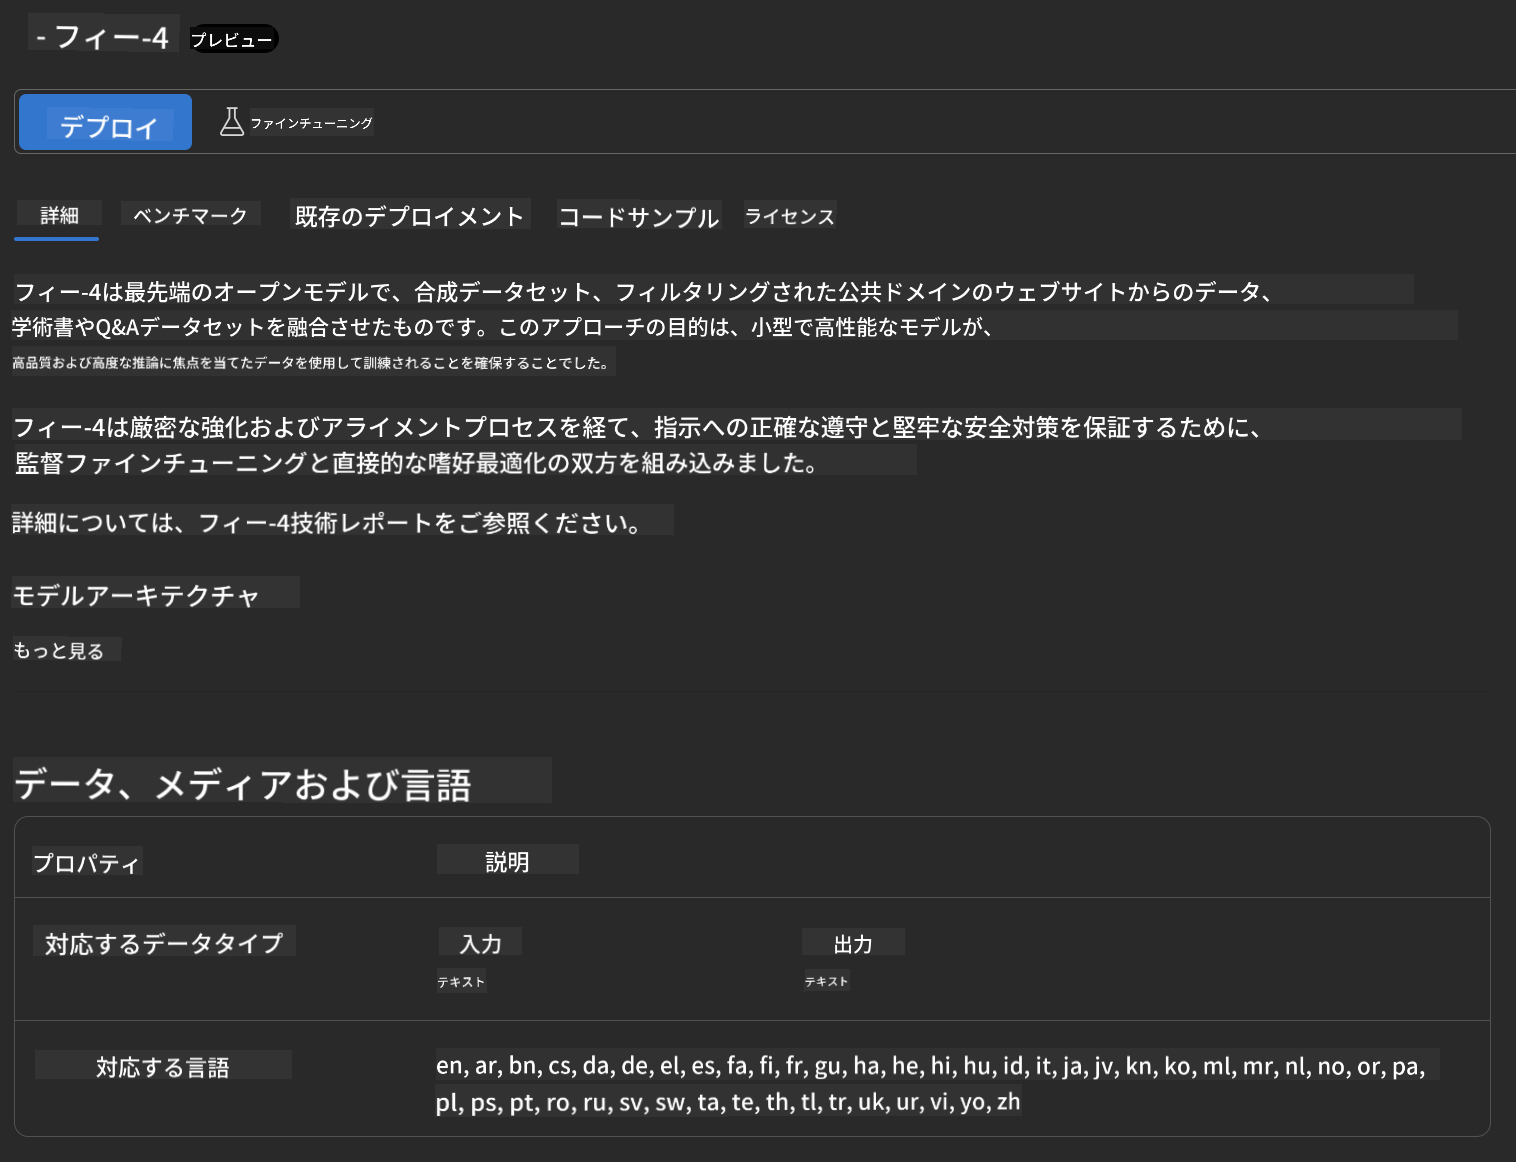 - フィー-4 プレビュー
デプロイ ファインチューニング
詳細 ベンチマーク 既存のデプロイメント コードサンプル ライセンス
フィー-4は最先端のオープンモデルで、合成データセット、フィルタリングされた公共ドメインのウェブサイトからのデータ、
学術書やQ&Aデータセットを融合させたものです。このアプローチの目的は、小型で高性能なモデルが、
高品質および高度な推論に焦点を当てたデータを使用して訓練されることを確保することでした。
フィー-4は厳密な強化およびアライメントプロセスを経て、指示への正確な遵守と堅牢な安全対策を保証するために、
監督ファインチューニングと直接的な嗜好最適化の双方を組み込みました。
詳細については、フィー-4技術レポートをご参照ください。
モデルアーキテクチャ
もっと見る
データ、メディアおよび言語
プロパティ 説明
対応するデータタイプ 入力 出力
テキスト テキスト
対応する言語 en, ar, bn, cs, da, de, el, es, fa, fi, fr, gu, ha, he, hi, hu, id, it, ja, jv, kn, ko, ml, mr, nl, no, or, pa,
pl, ps, pt, ro, ru, sv, sw, ta, te, th, tl, tr, uk, ur, vi, yo, zh